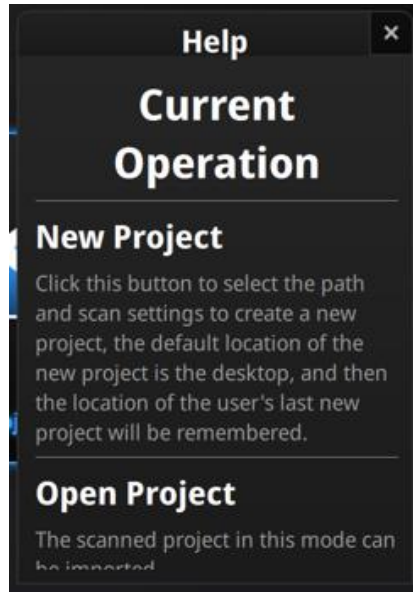 Help
×
Current
Operation
New Project
Click this button to select the path
and scan settings to create a new
project, the default location of the
new project is the desktop, and then
the location of the user's last new
project will be remembered.
Open Project
The scanned project in this mode can
be imported